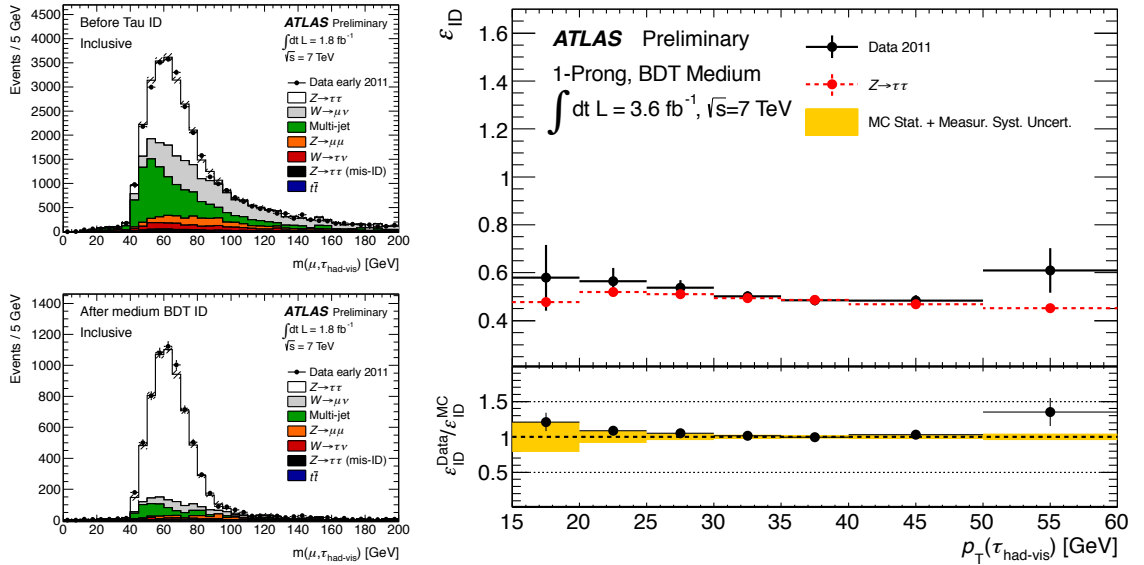 Before Tau ID
Inclusive
ATLAS Preliminary
∫dt L = 1.8 fb⁻¹
√s = 7 TeV
Data early 2011
Z→ττ
W→μν
Multi-jet
Z→μμ
W→τν
Z→ττ (mis-ID)
tt̄
Events / 5 GeV
4500
4000
3500
3000
2500
2000
1500
1000
500
0
0 20 40 60 80 100 120 140 160 180 200
m(μ,τhad-vis) [GeV]
After medium BDT ID
Inclusive
ATLAS Preliminary
∫dt L = 1.8 fb⁻¹
√s = 7 TeV
Data early 2011
Z→ττ
W→μν
Multi-jet
Z→μμ
W→τν
Z→ττ (mis-ID)
tt̄
Events / 5 GeV
1400
1200
1000
800
600
400
200
0
0 20 40 60 80 100 120 140 160 180 200
m(μ,τhad-vis) [GeV]
εID
ATLAS Preliminary
1-Prong, BDT Medium
∫ dt L = 3.6 fb⁻¹, √s=7 TeV
Data 2011
Z→ττ
MC Stat. + Measur. Syst. Uncert.
1.6
1.4
1.2
1
0.8
0.6
0.4
εID^Data/εID^MC
1.5
1
0.5
15 20 25 30 35 40 45 50 55 60
pT(τhad-vis) [GeV]